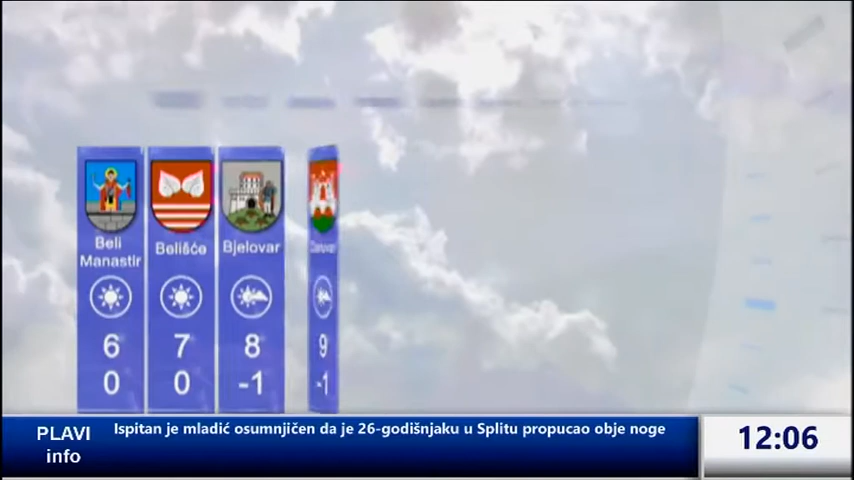 Beli
Manastir
Belišće
Bjelovar
Daruvar
6
7
8
9
0
0
-1
-1
PLAVI
info
Ispitan je mladić osumnjičen da je 26-godišnjaku u Splitu propucao obje noge
12:06